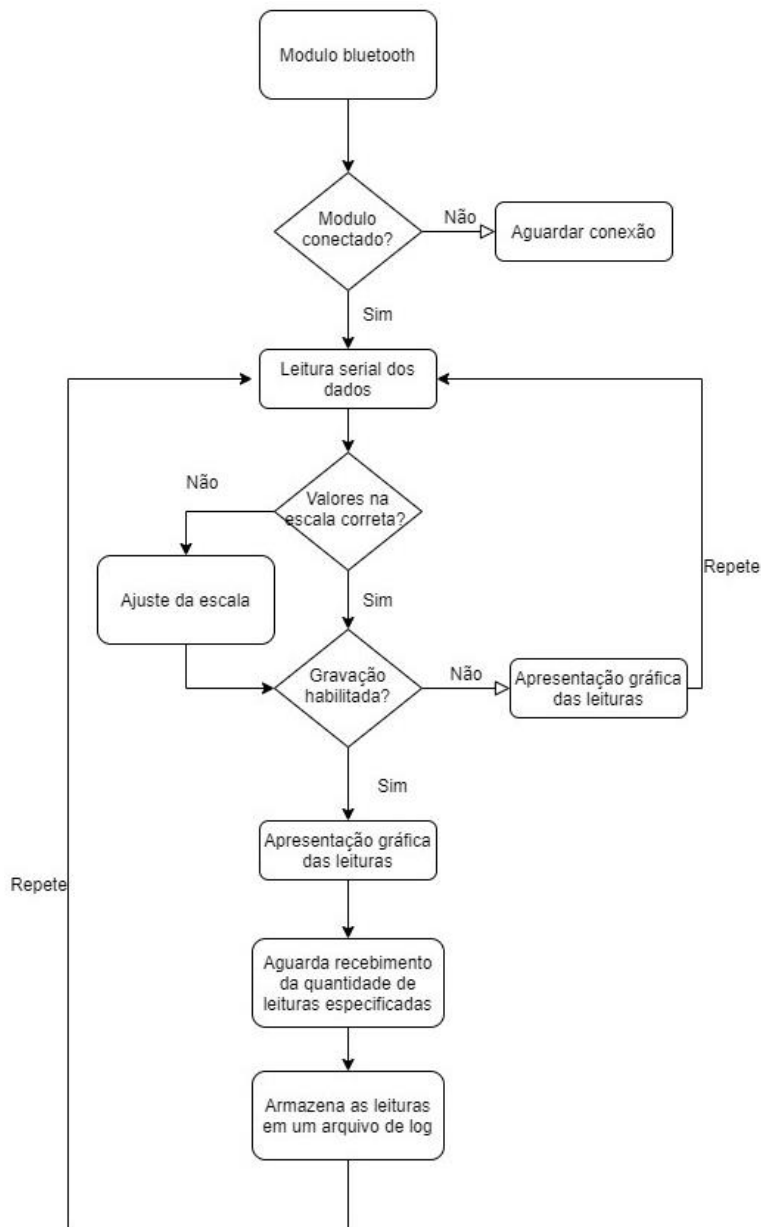 Modulo bluetooth
Modulo
conectado?
Não
Aguardar conexão
Sim
Leitura serial dos
dados
Não
Valores na
escala correta?
Repete
Ajuste da escala
Sim
Gravação
habilitada?
Não
Apresentação gráfica
das leituras
Sim
Apresentação gráfica
das leituras
Repete
Aguarda recebimento
da quantidade de
leituras especificadas
Armazena as leituras
em um arquivo de log